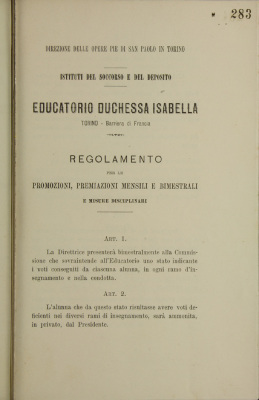 283
DIREZIONE DELLE OPERE PIE DI SAN PAOLO IN TORINO
ISTITUTI DEL SOCCORSO E DEL DEPOSITO
EDUCATORIO DUCHESSA ISABELLA
TORINO - Barriera di Francia
REGOLAMENTO
PER LE
PROMOZIONI, PREMIAZIONI MENSILI E BIMESTRALI
E MISURE DISCIPLINARI
ART. 1.
La Direttrice presenterà bimestralmente alla Commis-
sione che sovraintende all'Educatorio uno stato indicante
i voti conseguiti da ciascuna alunna, in ogni ramo d'in-
segnamento e nella condotta.
ART. 2.
L'alunna che da questo stato risultasse avere voti de-
ficienti nei diversi rami di insegnamento, sarà ammonita,
in privato, dal Presidente.